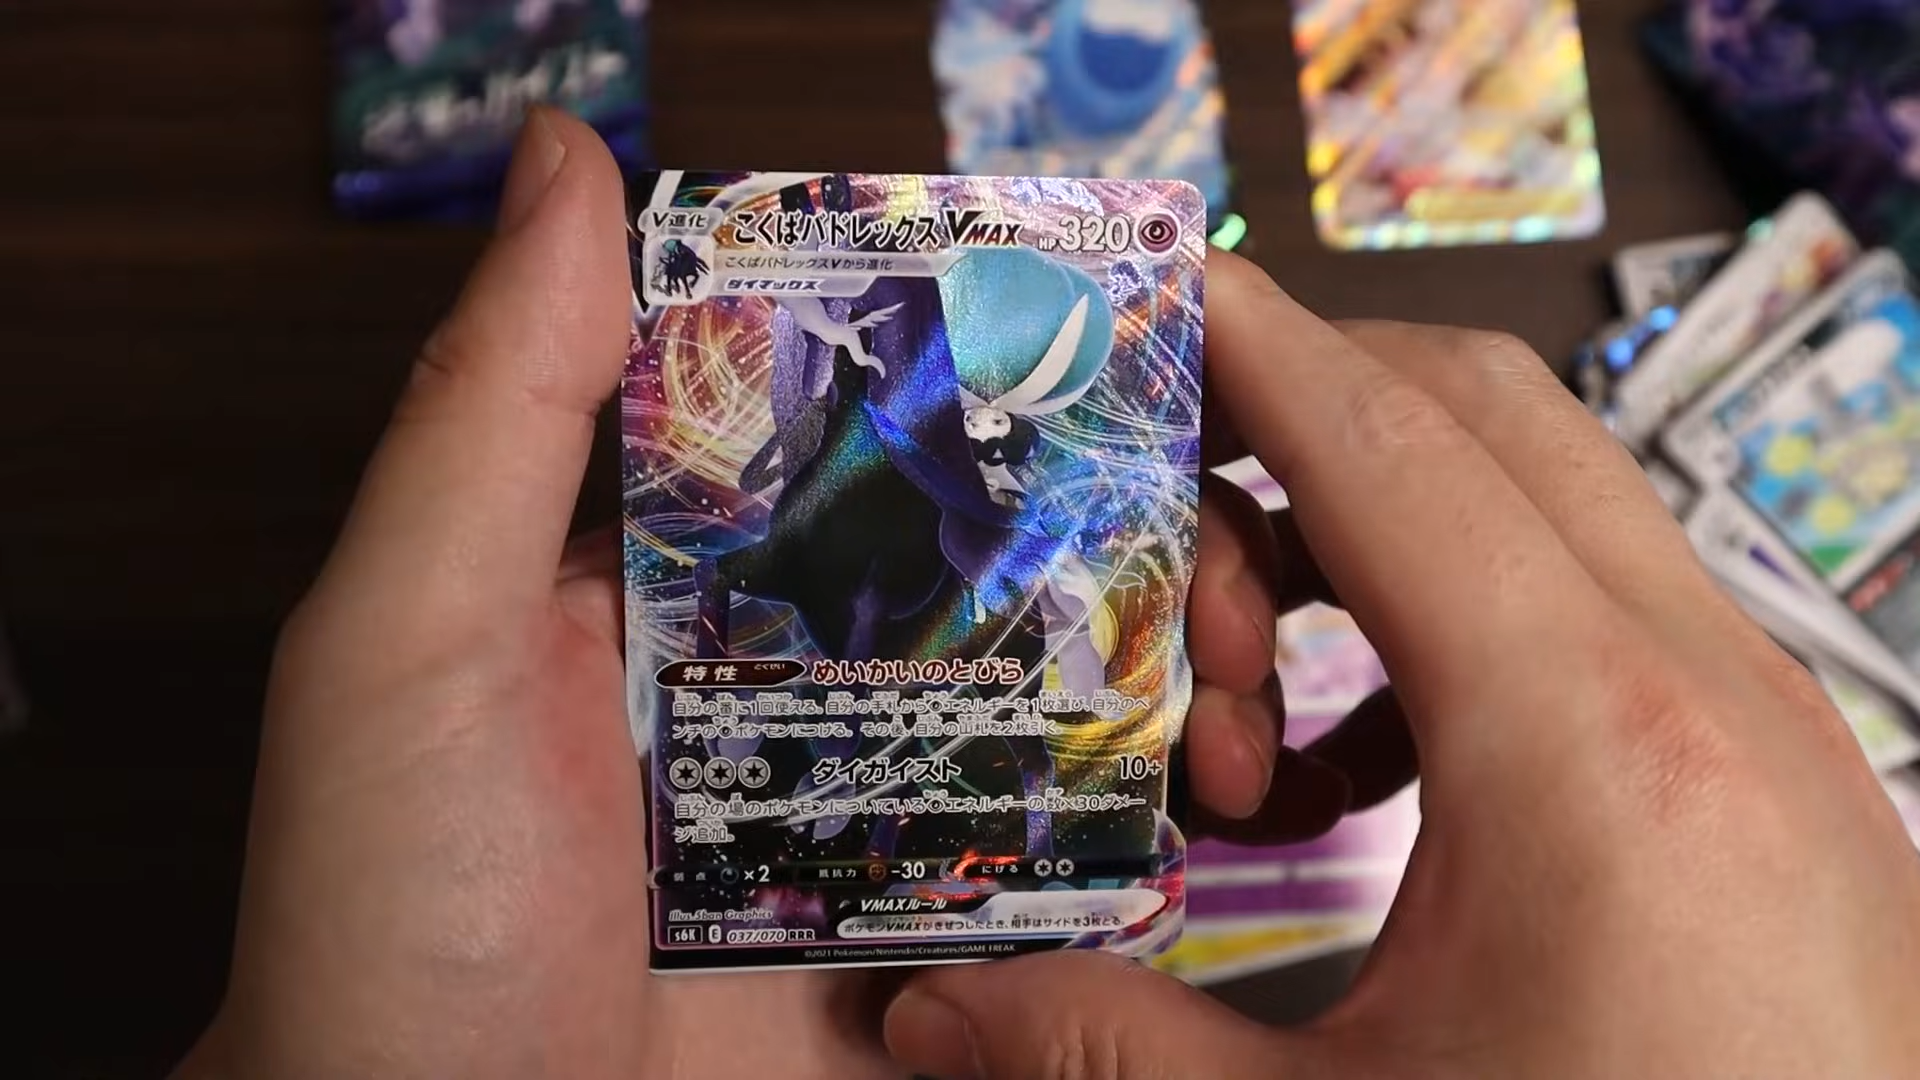 V進化
こくばバドレックスVMAX HP320
こくばバドレックスVから進化
ダイマックス
特性 とくせい めいかいのとびら
自分の番に1回使える。自分の手札からエネルギーを1枚選び、自分のベ
ンチのポケモンにつける。その後、自分の山札を2枚引く。
ダイガイスト 10+
自分の場のポケモンについているエネルギーの数×30ダメー
ジ追加。
弱点 ×2 抵抗力 -30 にげる
VMAXルール
ポケモンVMAXがきぜつしたとき、相手はサイドを3枚とる。
Illus. 5ban Graphics
s6K E 037/070 RRR
©2021 Pokémon/Nintendo/Creatures/GAME FREAK